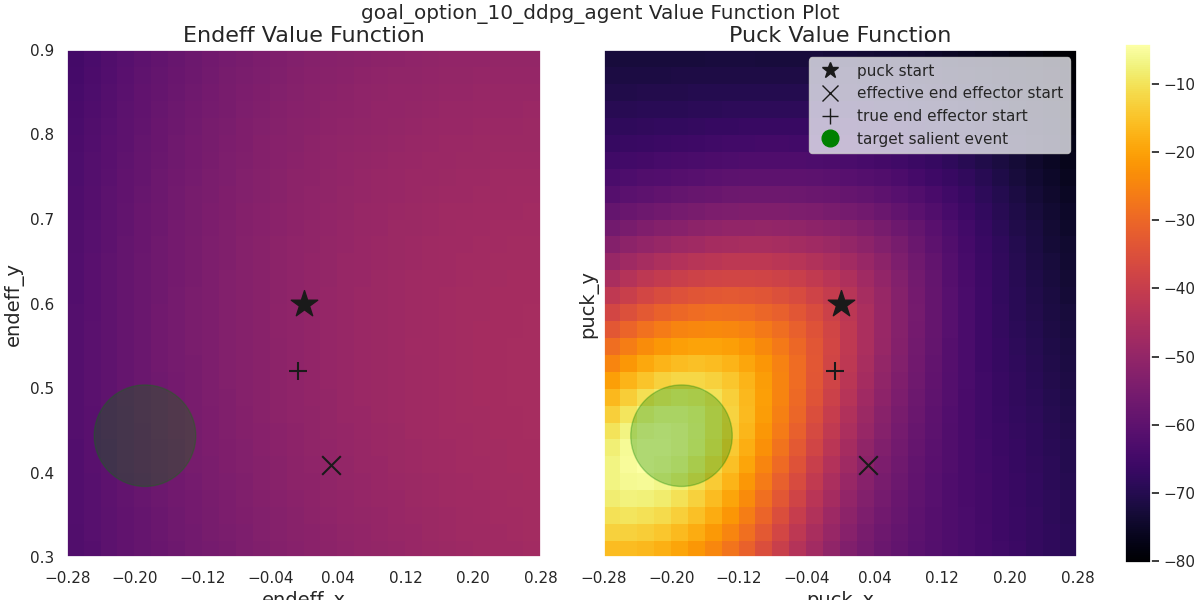 goal_option_10_ddpg_agent Value Function Plot
Endeff Value Function
Puck Value Function
puck start
effective end effector start
true end effector start
target salient event
endeff_y
0.9
0.8
0.7
0.6
0.5
0.4
0.3
−0.28 −0.20 −0.12 −0.04 0.04 0.12 0.20 0.28
endeff_x
puck_y
−0.28 −0.20 −0.12 −0.04 0.04 0.12 0.20 0.28
puck_x
−10
−20
−30
−40
−50
−60
−70
−80